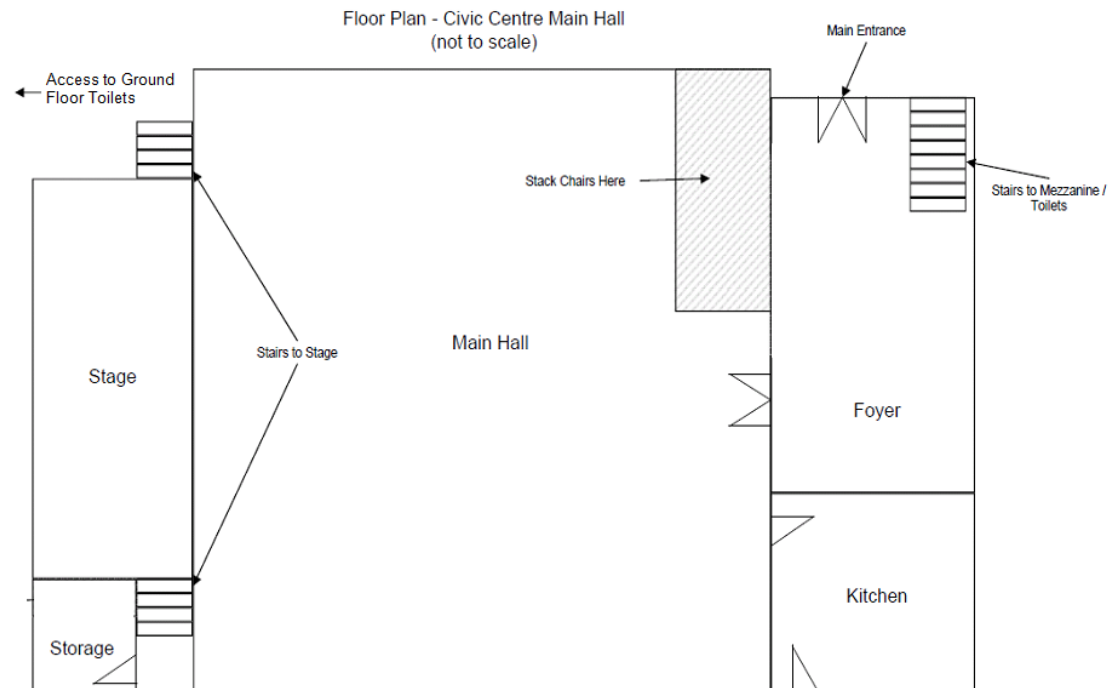 Floor Plan - Civic Centre Main Hall
(not to scale)
Main Entrance
Access to Ground
Floor Toilets
Stack Chairs Here
Stairs to Mezzanine /
Toilets
Main Hall
Stairs to Stage
Stage
Foyer
Kitchen
Storage